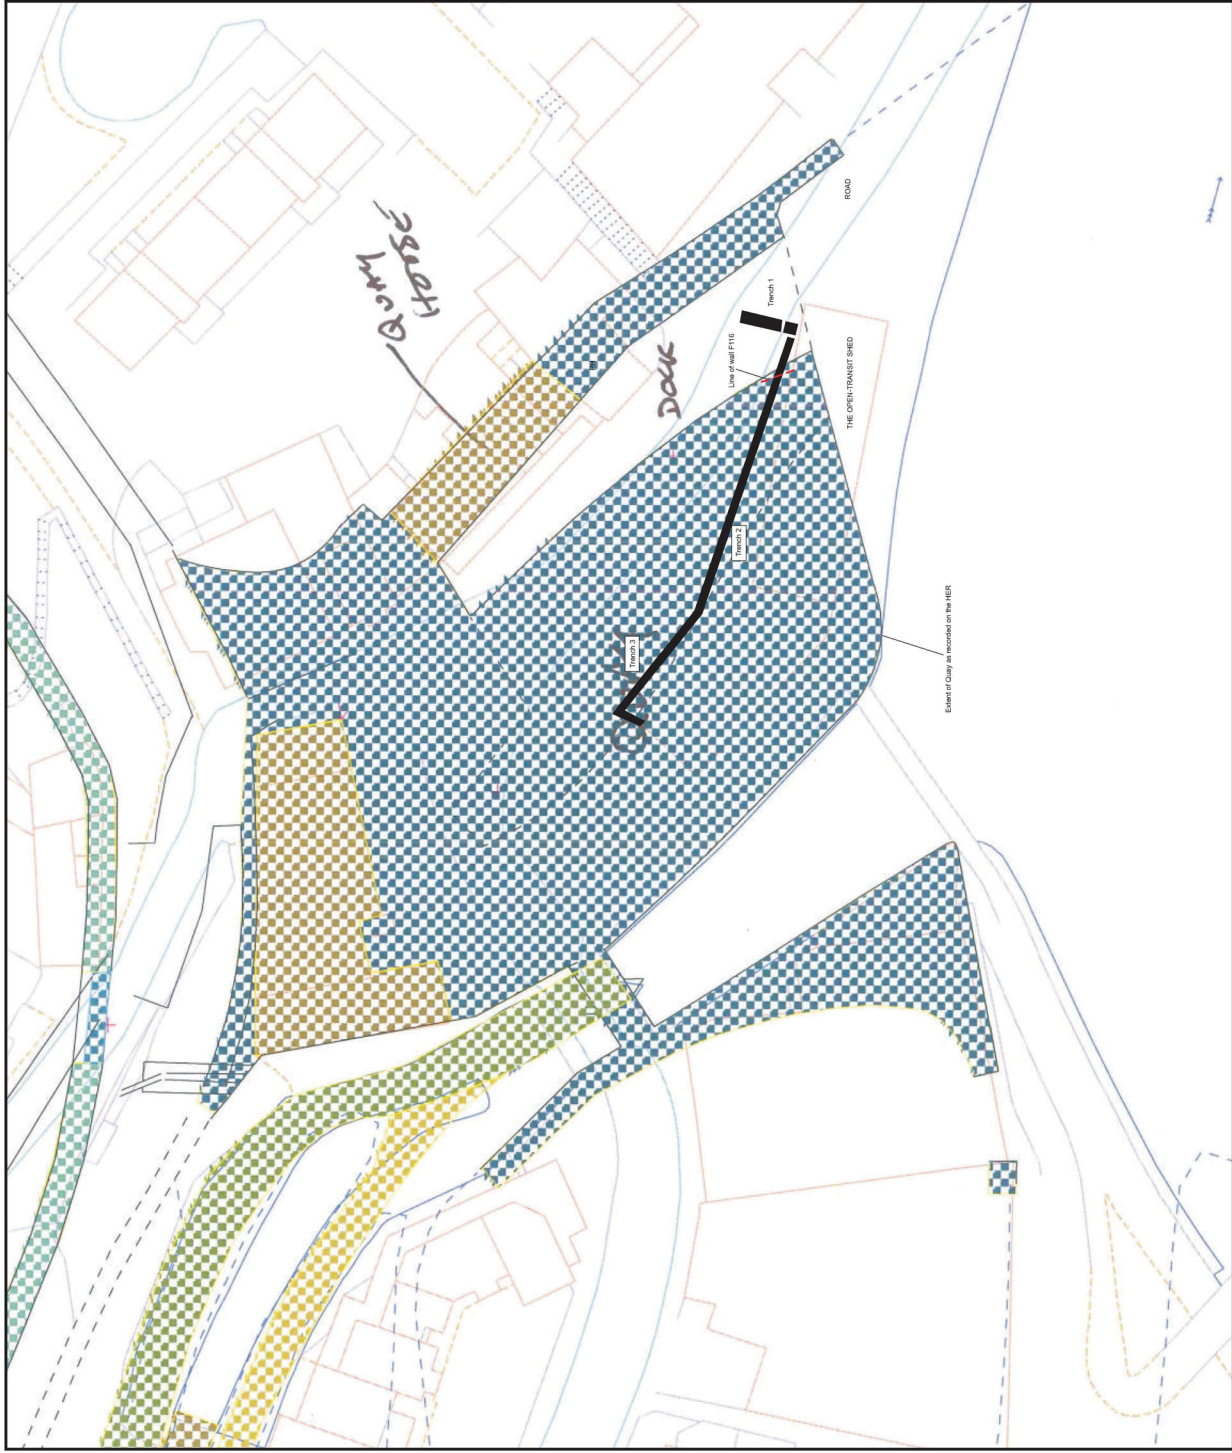 QUAY
HOUSE
DOCK
ROAD
Trench 1
Line of wall F116
THE OPEN-TRANSIT SHED
Trench 2
Trench 3
QUAY
Extent of Quay as recorded on the HER